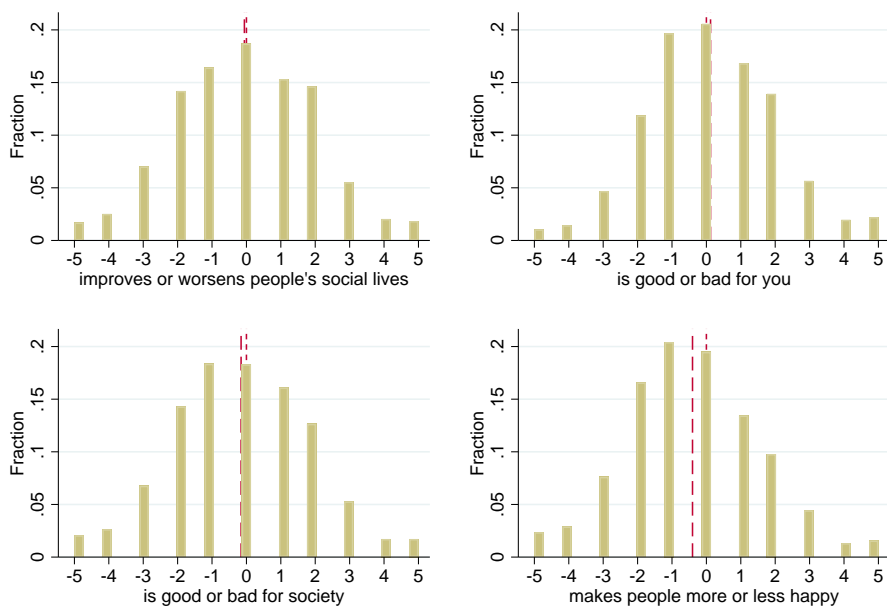 Fraction
.2
.15
.1
.05
0
-5 -4 -3 -2 -1 0 1 2 3 4 5
improves or worsens people's social lives
Fraction
.2
.15
.1
.05
0
-5 -4 -3 -2 -1 0 1 2 3 4 5
is good or bad for you
Fraction
.2
.15
.1
.05
0
-5 -4 -3 -2 -1 0 1 2 3 4 5
is good or bad for society
Fraction
.2
.15
.1
.05
0
-5 -4 -3 -2 -1 0 1 2 3 4 5
makes people more or less happy